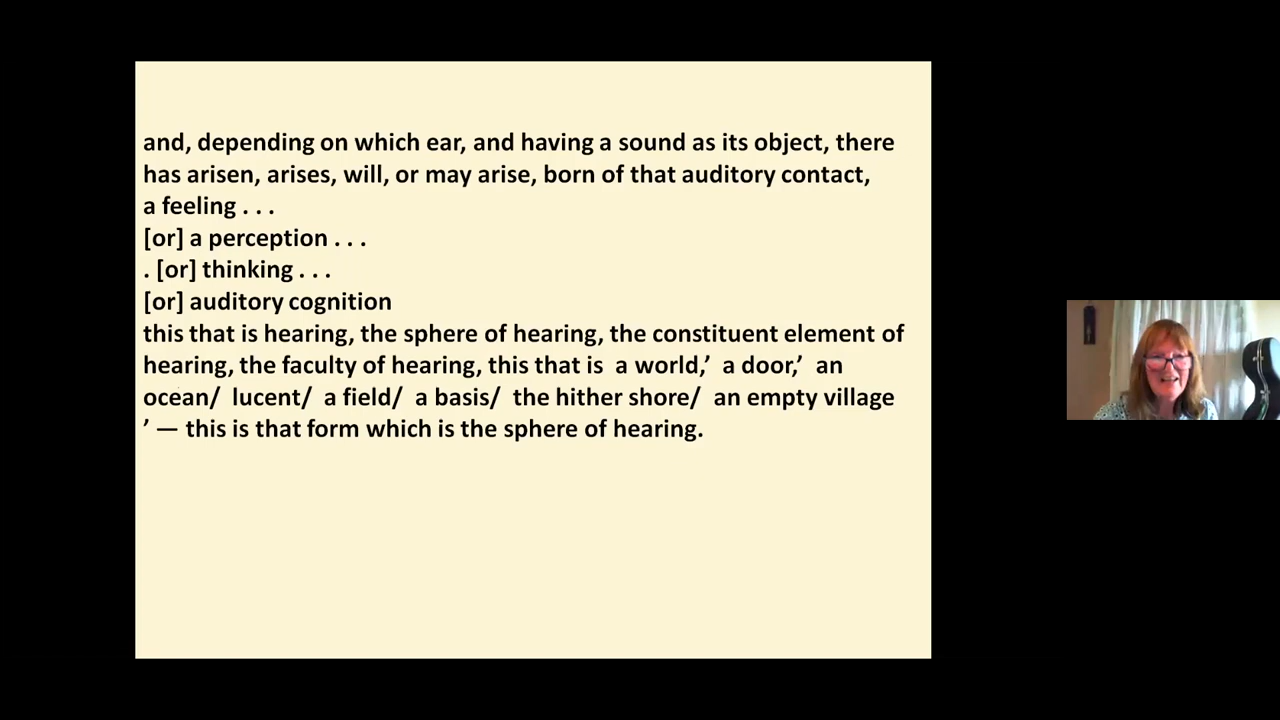 and, depending on which ear, and having a sound as its object, there
has arisen, arises, will, or may arise, born of that auditory contact,
a feeling . . .
[or] a perception . . .
. [or] thinking . . .
[or] auditory cognition
this that is hearing, the sphere of hearing, the constituent element of
hearing, the faculty of hearing, this that is  a world,’  a door,’  an
ocean/  lucent/  a field/  a basis/  the hither shore/  an empty village
’ — this is that form which is the sphere of hearing.